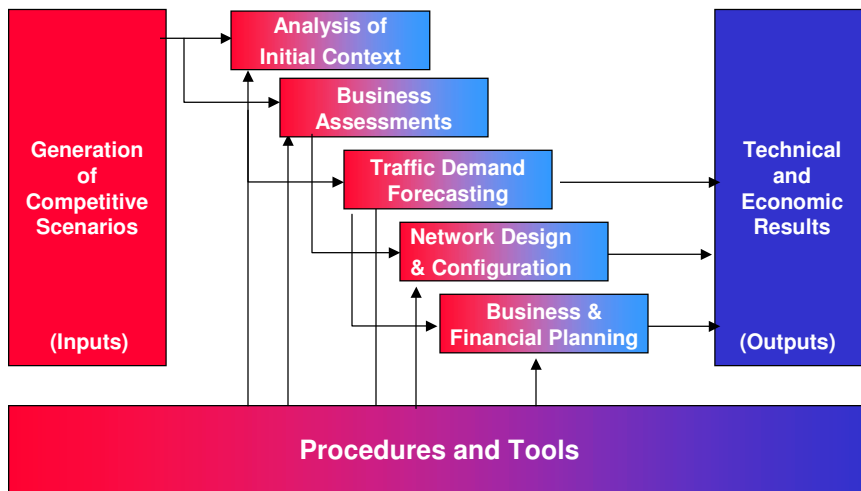 Generation
of
Competitive
Scenarios
(Inputs)
Analysis of
Initial Context
Business
Assessments
Traffic Demand
Forecasting
Network Design
& Configuration
Business &
Financial Planning
Technical
and
Economic
Results
(Outputs)
Procedures and Tools